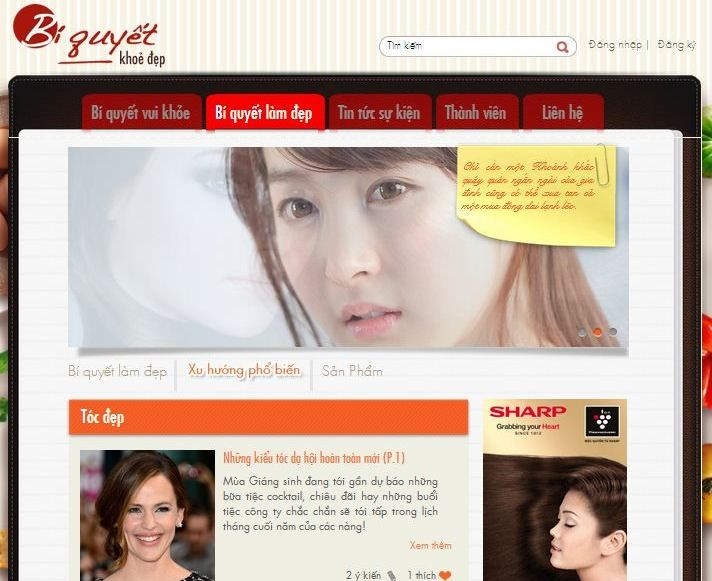 Bí quyết
khoẻ đẹp
Tìm kiếm
Đăng nhập | Đăng ký
Bí quyết vui khỏe
Bí quyết làm đẹp
Tin tức sự kiện
Thành viên
Liên hệ
Chỉ cần một Khoảnh khắc
quây quần ngắn ngủi của gia
đình cũng có thể xua tan cả
một mùa đông dài lạnh lẽo.
Bí quyết làm đẹp
Xu hướng phổ biến
Sản Phẩm
Tóc đẹp
Những kiểu tóc dạ hội hoàn toàn mới (P.1)
Mùa Giáng sinh đang tới gần dự báo những
bữa tiệc cocktail, chiêu đãi hay những buổi
tiệc công ty chắc chắn sẽ tới tấp trong lịch
tháng cuối năm của các nàng!
Xem thêm
2 ý kiến
1 thích
SHARP
Grabbing your Heart
SINCE 1912